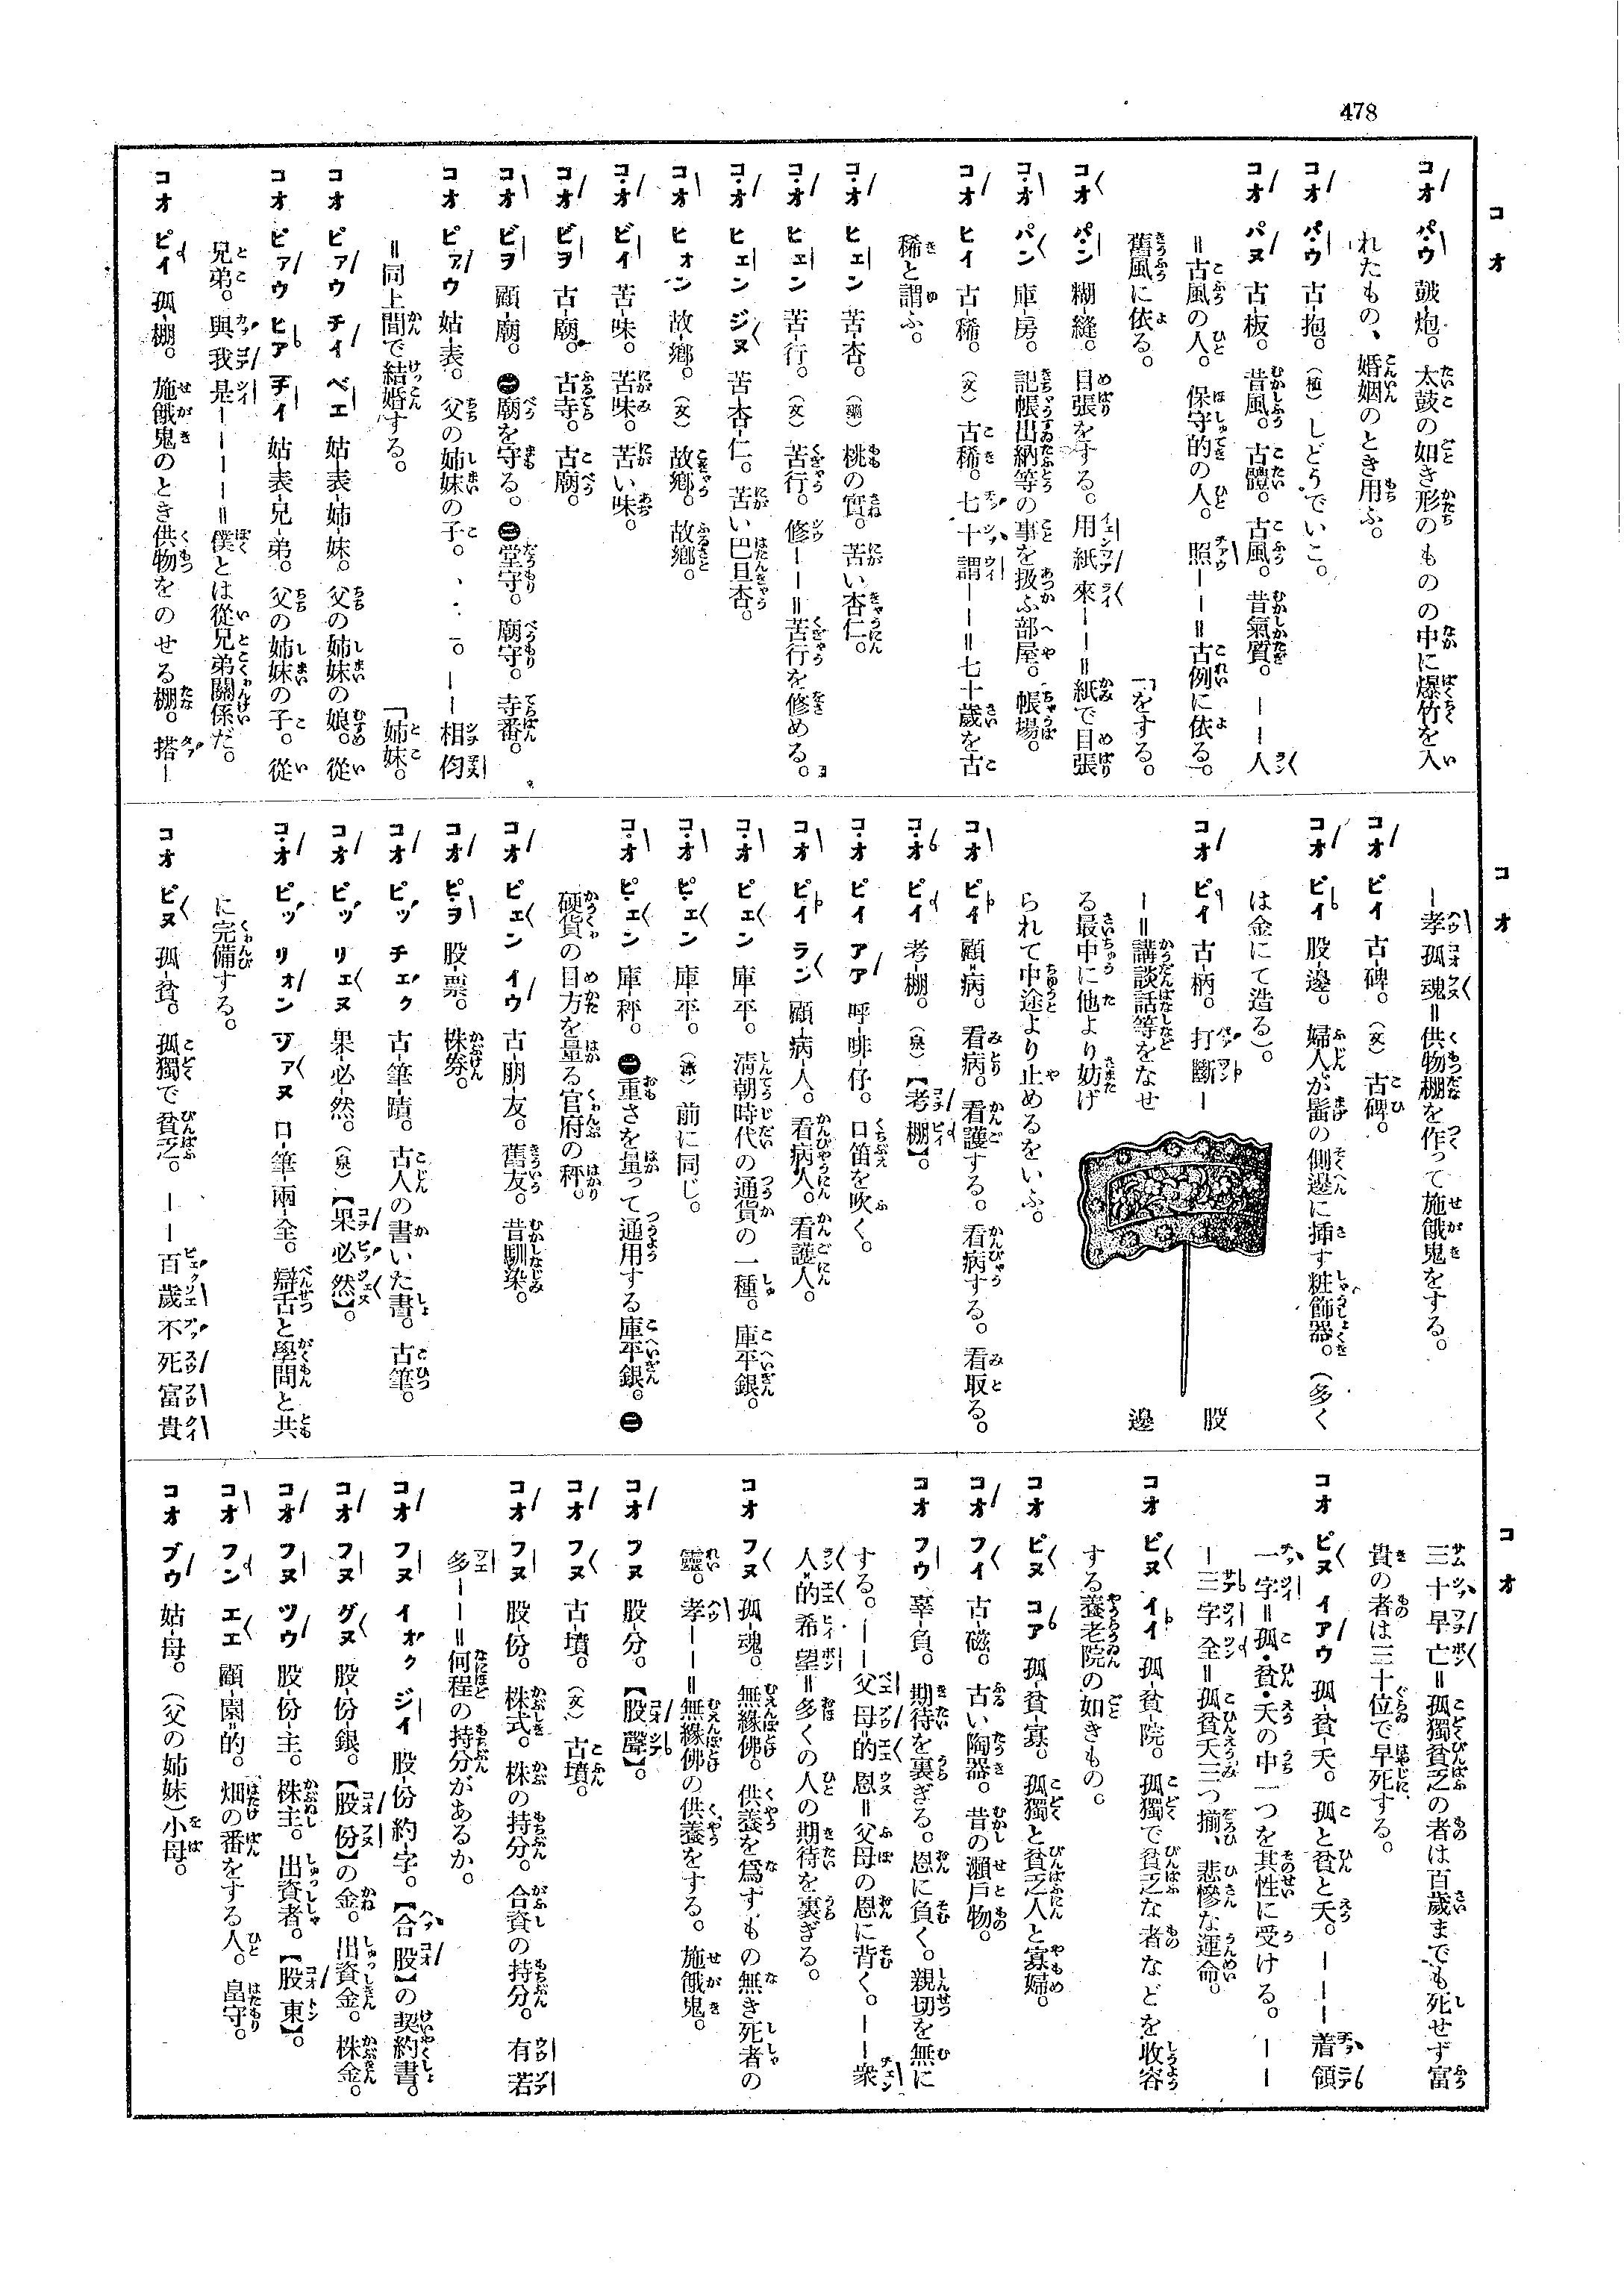 478
コオ
コオ パウ 鼓-炮。太鼓の如き形のものの中に爆竹を入
れたもの、婚姻のとき用ふ。
コオ パウ 古-抱。(植)しどうでいこ。
コオ パヌ 古-板。昔風。古體。古風。昔氣質。――人
=古風の人。保守的の人。照――=古例に依る。
舊風に依る。「をする。
コオ パン 糊-縫。目張をする。用紙來――=紙で目張
コオ パン 庫-房。記帳出納等の事を扱ふ部屋。帳場。
コオ ヒイ 古-稀。(文)古稀。七十謂――=七十歲を古
稀と謂ふ。
コオ ヒェン 苦-杏。(藥)桃の實。苦い杏仁。
コオ ヒェン 苦-行。(文)苦行。修――=苦行を修める。
コオ ヒェン ジヌ 苦-杏-仁。苦い巴旦杏。
コオ ヒォン 故-鄉。(文)故鄉。故鄉。
コオ ビイ 苦-味。苦味。苦い味。
コオ ビヲ 古-廟。古寺。古廟。
コオ ビヲ 顧-廟。㊀廟を守る。㊁堂守。廟守。寺番。
コオ ピァウ 姑-表。父の姉妹の子。――相㑇
=同上間で結婚する。「姉妹。
コオ ピァウ チイ ベエ 姑-表-姉-妹。父の姉妹の娘。從
コオ ピァウ ヒア チイ 姑-表-兄-弟。父の姉妹の子。從
兄弟。與我是――――=僕とは從兄弟關係だ。
コオ ピイ 孤-棚。施餓鬼のとき供物をのせる棚。搭―
コオ
―孝孤魂=供物棚を作って施餓鬼をする。
コオ ピイ 古-碑。(文)古碑。
コオ ピイ 股-邊。婦人が髷の側邊に揷す粧飾器。(多く
は金にて造る)。
股邊
コオ ピイ 古-柄。打斷―
―=講談話等をなせ
る最中に他より妨げ
られて中途より止めるをいふ。
コオ ピイ 顧-病。看病。看護する。看病する。看取る。
コオ ピイ 考-棚。(泉)【考棚】。
コオ ピイ アア 呼-啡-仔。口笛を吹く。
コオ ピイ ラン 顧-病-人。看病人。看護人。
コオ ピェン 庫-平。淸朝時代の通貨の一種。庫平銀。
コオ ピェン 庫-平。(漳)前に同じ。
コオ ピェン 庫-秤。㊀重さを量って通用する庫平銀。㊁
硬貨の目方を量る官府の秤。
コオ ピェン イウ 古-朋-友。舊友。昔馴染。
コオ ピヲ 股-票。株券。
コオ ピッ チェク 古-筆-蹟。古人の書いた書。古筆。
コオ ピッ リェヌ 果-必-然。(泉)【果必然】。
コオ ピッ リォン ツァヌ 口-筆-兩-全。辯舌と學問と共
に完備する。
コオ ピヌ 孤-貧。孤獨で貧乏。――百歲不死富貴
コオ
三十早亡=孤獨貧乏の者は百歲までも死せず富
貴の者は三十位で早死する。
コオ ピヌ イアウ 孤-貧-夭。孤と貧と夭。―――着領
一字=孤・貧・夭の中一つを其性に受ける。――
―三字全=孤貧夭三つ揃、悲慘な運命。
コオ ピヌ イイ 孤-貧-院。孤獨で貧乏な者などを收容
する養老院の如きもの。
コオ ピヌ コア 孤-貧-寡。孤獨と貧乏人と寡婦。
コオ フイ 古-磁。古い陶器。昔の瀨戶物。
コオ フウ 辜-負。期待を裏ぎる。恩に負く。親切を無に
する。――父母的恩=父母の恩に背く。――衆
人的希望=多くの人の期待を裏ぎる。
コオ フヌ 孤-魂。無緣佛。供養を爲すもの無き死者の
靈。孝――=無緣佛の供養をする。施餓鬼。
コオ フヌ 股-分。【股聲】。
コオ フヌ 古-墳。(文)古墳。
コオ フヌ 股-份。株式。株の持分。合資の持分。有若
多――=何程の持分があるか。
コオ フヌ イオク ジイ 股-份-約-字。【合股】の契約書。
コオ フヌ グヌ 股-份-銀。【股份】の金。出資金。株金。
コオ フヌ ツウ 股-份-主。株主。出資者。【股東】。
コオ フン エエ 顧-園-的。畑の番をする人。畠守。
コオ ブウ 姑-母。(父の姉妹)小母。